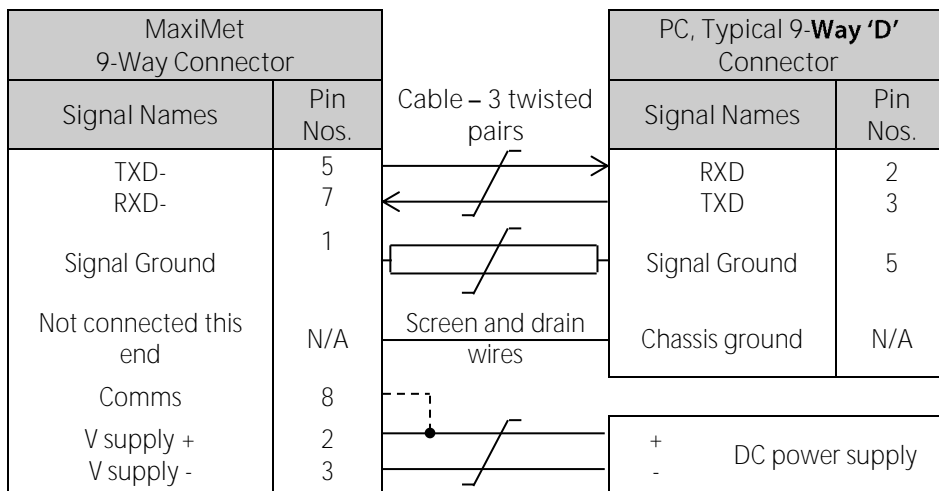 MaxiMet
9-Way Connector
PC, Typical 9-Way ‘D’
Connector
Signal Names
Pin
Nos.
Cable – 3 twisted
pairs
Signal Names
Pin
Nos.
TXD-
5
RXD
2
RXD-
7
TXD
3
Signal Ground
1
Signal Ground
5
Not connected this
end
N/A
Screen and drain
wires
Chassis ground
N/A
Comms
8
V supply +
2
+
V supply -
3
-
DC power supply